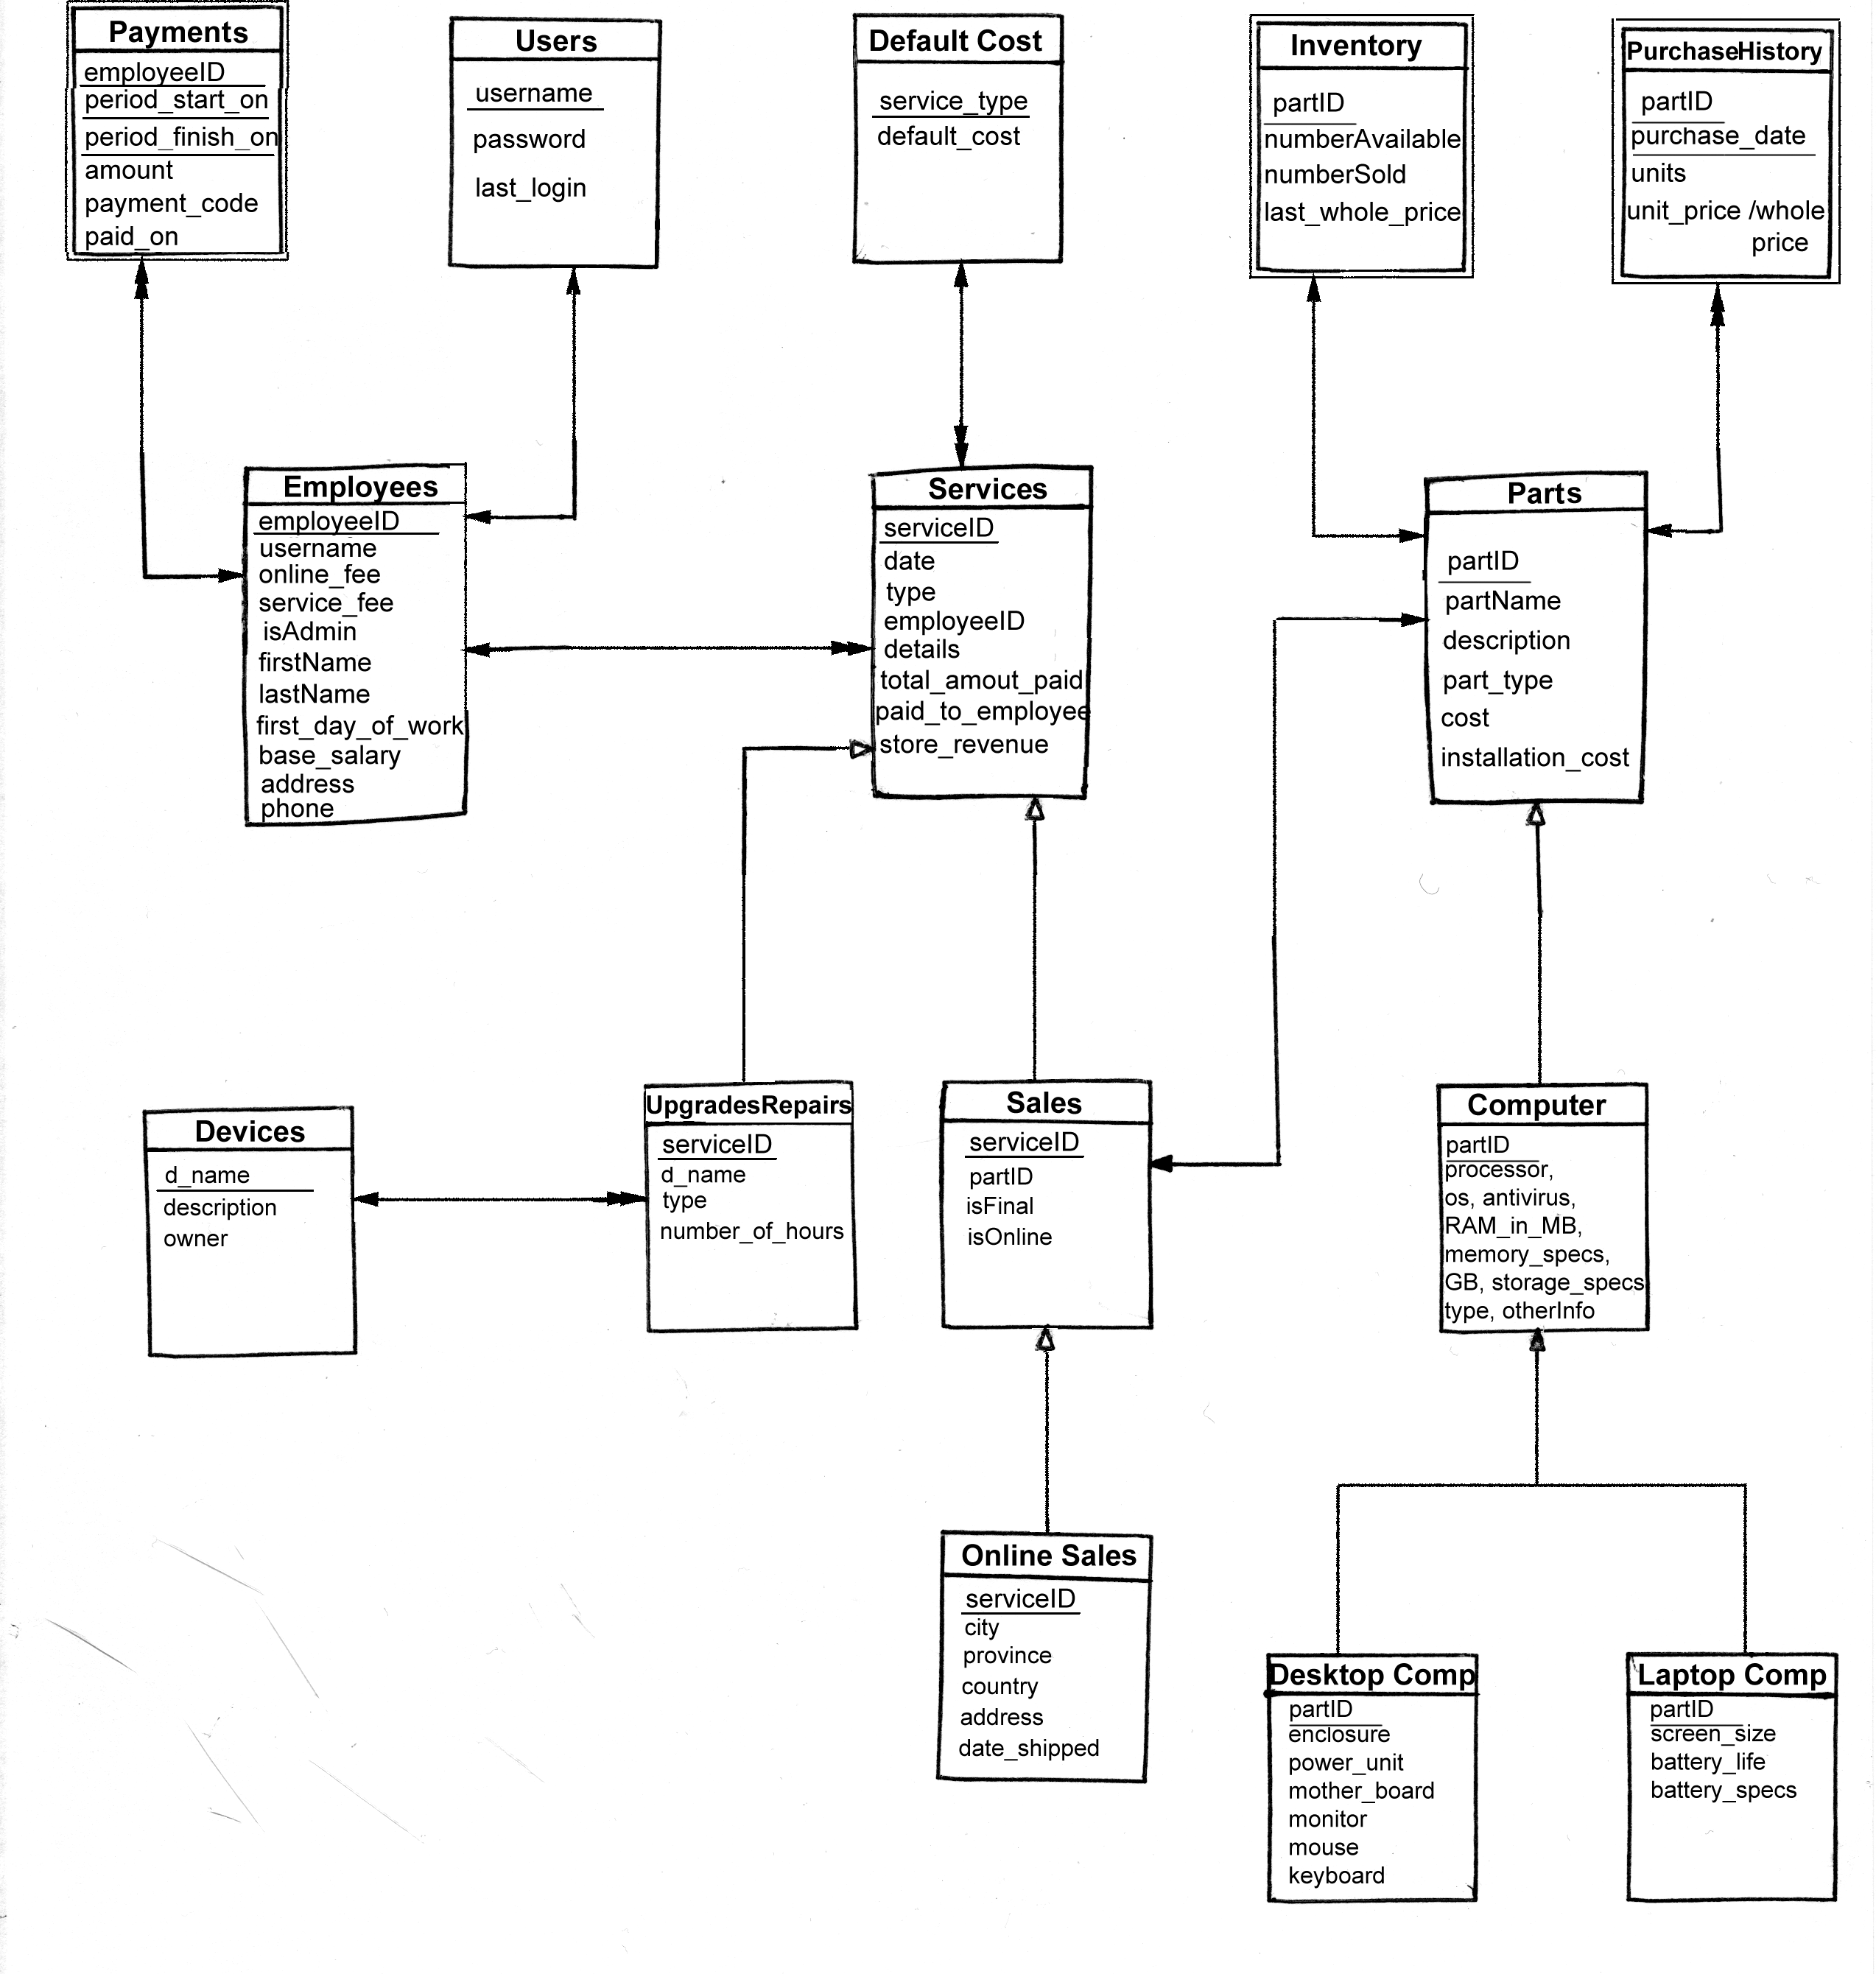 Payments
employeeID
period_start_on
period_finish_on
amount
payment_code
paid_on
Users
username
password
last_login
Default Cost
service_type
default_cost
Inventory
partID
numberAvailable
numberSold
last_whole_price
PurchaseHistory
partID
purchase_date
units
unit_price /whole
price
Employees
employeeID
username
online_fee
service_fee
isAdmin
firstName
lastName
first_day_of_work
base_salary
address
phone
Services
serviceID
date
type
employeeID
details
total_amout_paid
paid_to_employee
store_revenue
Parts
partID
partName
description
part_type
cost
installation_cost
Devices
d_name
description
owner
UpgradesRepairs
serviceID
d_name
type
number_of_hours
Sales
serviceID
partID
isFinal
isOnline
Computer
partID
processor,
os, antivirus,
RAM_in_MB,
memory_specs,
GB, storage_specs
type, otherInfo
Online Sales
serviceID
city
province
country
address
date_shipped
Desktop Comp
partID
enclosure
power_unit
mother_board
monitor
mouse
keyboard
Laptop Comp
partID
screen_size
battery_life
battery_specs